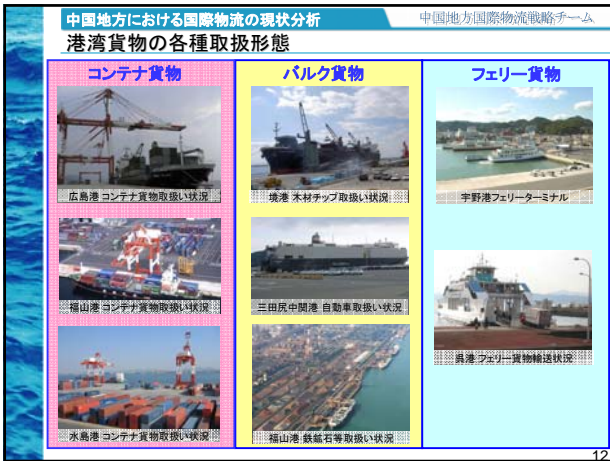 中国地方における国際物流の現状分析
中国地方国際物流戦略チーム
港湾貨物の各種取扱形態
コンテナ貨物
広島港 コンテナ貨物取扱い状況
福山港 コンテナ貨物取扱い状況
水島港 コンテナ貨物取扱い状況
バルク貨物
境港 木材チップ取扱い状況
三田尻中関港 自動車取扱い状況
福山港 鉄鉱石等取扱い状況
フェリー貨物
宇野港フェリーターミナル
呉港 フェリー貨物輸送状況
12